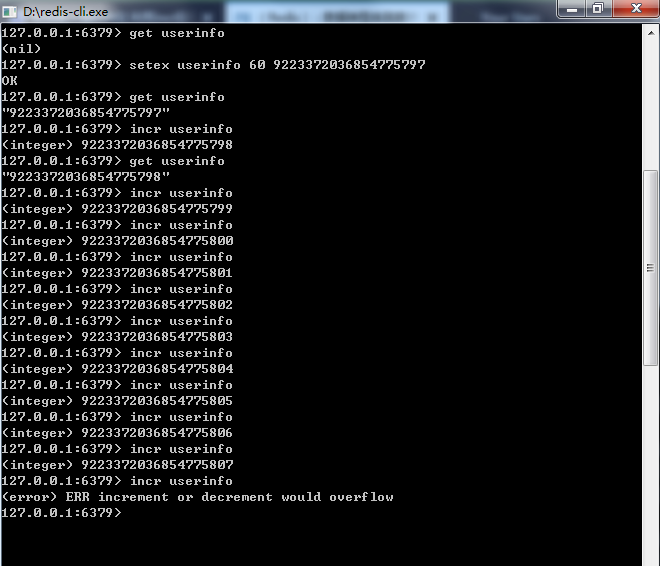 D:\redis-cli.exe
127.0.0.1:6379> get userinfo
(nil)
127.0.0.1:6379> setex userinfo 60 9223372036854775797
OK
127.0.0.1:6379> get userinfo
"9223372036854775797"
127.0.0.1:6379> incr userinfo
(integer) 9223372036854775798
127.0.0.1:6379> get userinfo
"9223372036854775798"
127.0.0.1:6379> incr userinfo
(integer) 9223372036854775799
127.0.0.1:6379> incr userinfo
(integer) 9223372036854775800
127.0.0.1:6379> incr userinfo
(integer) 9223372036854775801
127.0.0.1:6379> incr userinfo
(integer) 9223372036854775802
127.0.0.1:6379> incr userinfo
(integer) 9223372036854775803
127.0.0.1:6379> incr userinfo
(integer) 9223372036854775804
127.0.0.1:6379> incr userinfo
(integer) 9223372036854775805
127.0.0.1:6379> incr userinfo
(integer) 9223372036854775806
127.0.0.1:6379> incr userinfo
(integer) 9223372036854775807
127.0.0.1:6379> incr userinfo
(error) ERR increment or decrement would overflow
127.0.0.1:6379>